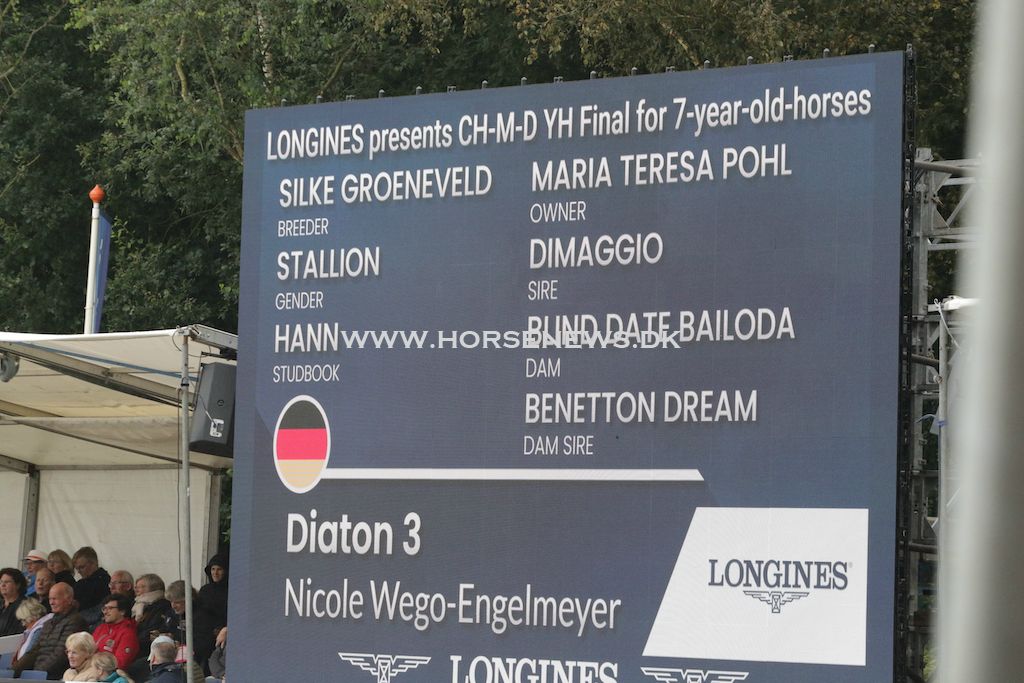 LONGINES presents CH-M-D YH Final for 7-year-old-horses
SILKE GROENEVELD
BREEDER
STALLION
GENDER
HANN
STUDBOOK
MARIA TERESA POHL
OWNER
DIMAGGIO
SIRE
BLIND DATE BAILODA
DAM
BENETTON DREAM
DAM SIRE
WWW.HORSENEWS.DK
Diaton 3
Nicole Wego-Engelmeyer
LONGINES
LONGINES